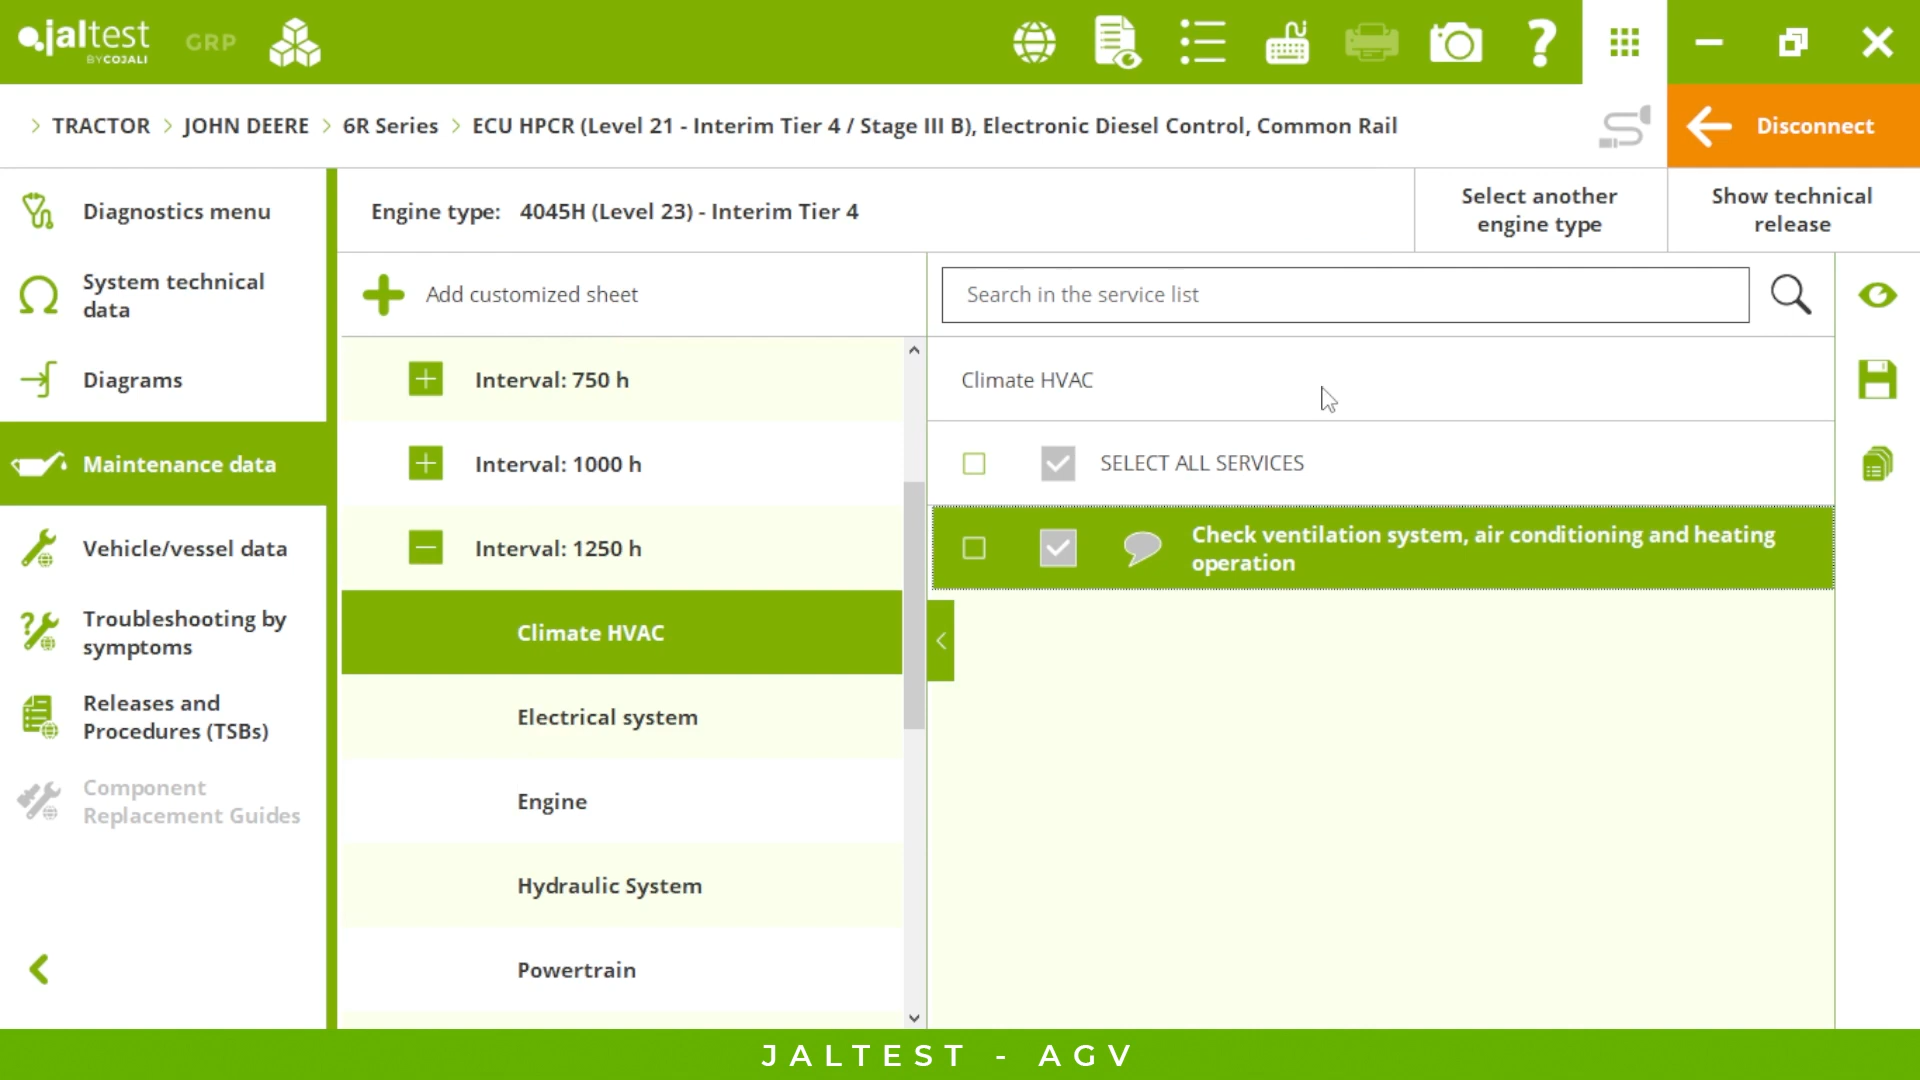 jaltest
BY COJALI
GRP
TRACTOR > JOHN DEERE > 6R Series > ECU HPCR (Level 21 - Interim Tier 4 / Stage III B), Electronic Diesel Control, Common Rail
Disconnect
Diagnostics menu
System technical
data
Diagrams
Maintenance data
Vehicle/vessel data
Troubleshooting by
symptoms
Releases and
Procedures (TSBs)
Component
Replacement Guides
Engine type: 4045H (Level 23) - Interim Tier 4
Select another
engine type
Show technical
release
Add customized sheet
Interval: 750 h
Interval: 1000 h
Interval: 1250 h
Climate HVAC
Electrical system
Engine
Hydraulic System
Powertrain
Search in the service list
Climate HVAC
SELECT ALL SERVICES
Check ventilation system, air conditioning and heating
operation
JALTEST - AGV